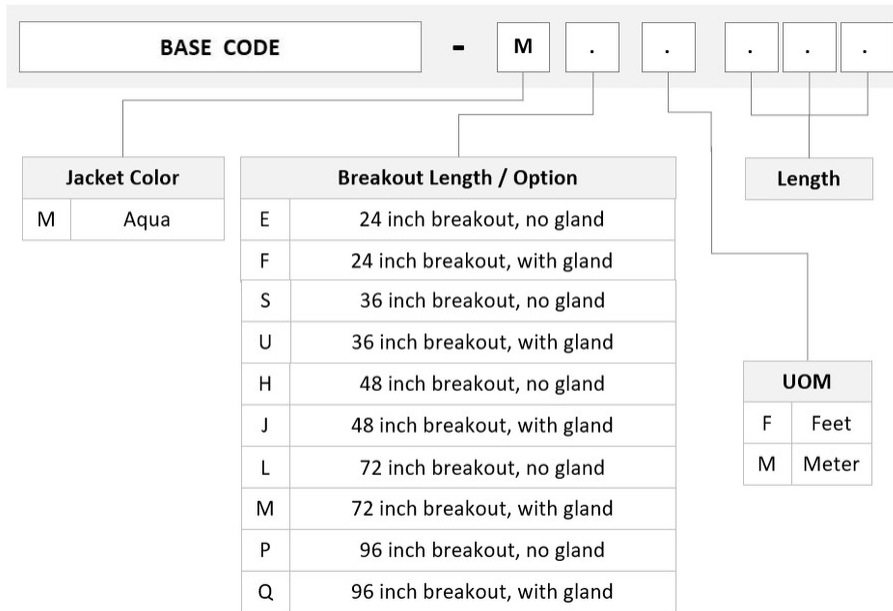 BASE CODE - M . . . . .
Jacket Color
M Aqua
Breakout Length / Option
E 24 inch breakout, no gland
F 24 inch breakout, with gland
S 36 inch breakout, no gland
U 36 inch breakout, with gland
H 48 inch breakout, no gland
J 48 inch breakout, with gland
L 72 inch breakout, no gland
M 72 inch breakout, with gland
P 96 inch breakout, no gland
Q 96 inch breakout, with gland
Length
UOM
F Feet
M Meter